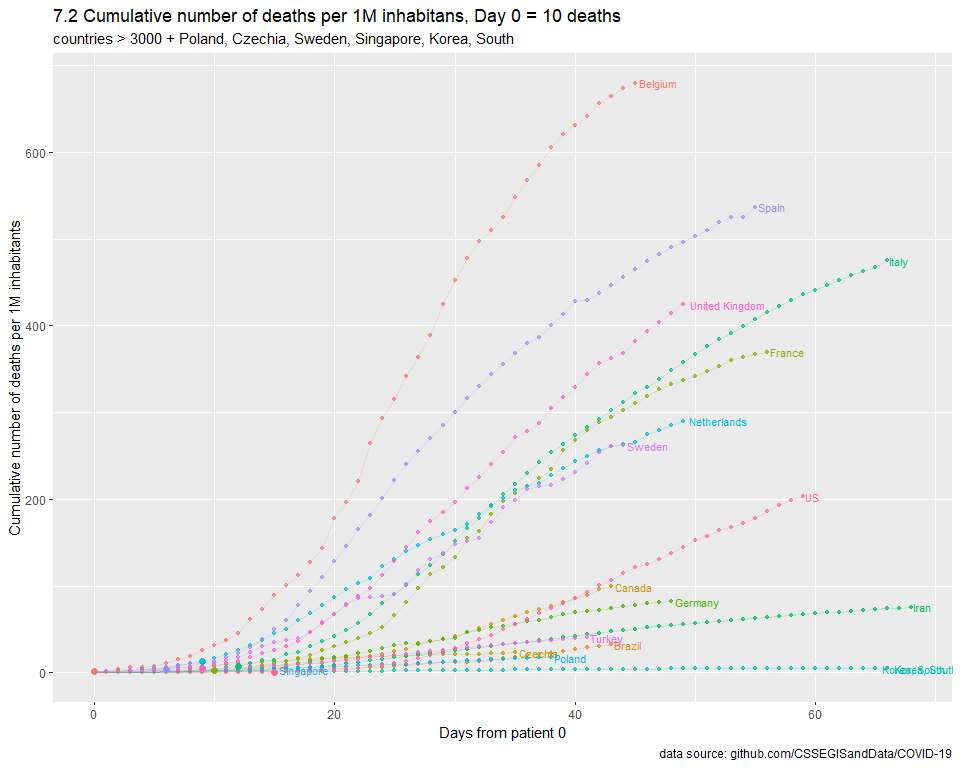 7.2 Cumulative number of deaths per 1M inhabitans, Day 0 = 10 deaths
countries > 3000 + Poland, Czechia, Sweden, Singapore, Korea, South
Belgium
600
Spain
Italy
United Kingdom
400
France
Netherlands
Sweden
200
US
Canada
Germany
Iran
Turkey
Brazil
Czechia
Poland
Singapore
Korea, South
0
0 20 40 60
Cumulative number of deaths per 1M inhabitants
Days from patient 0
data source: github.com/CSSEGISandData/COVID-19